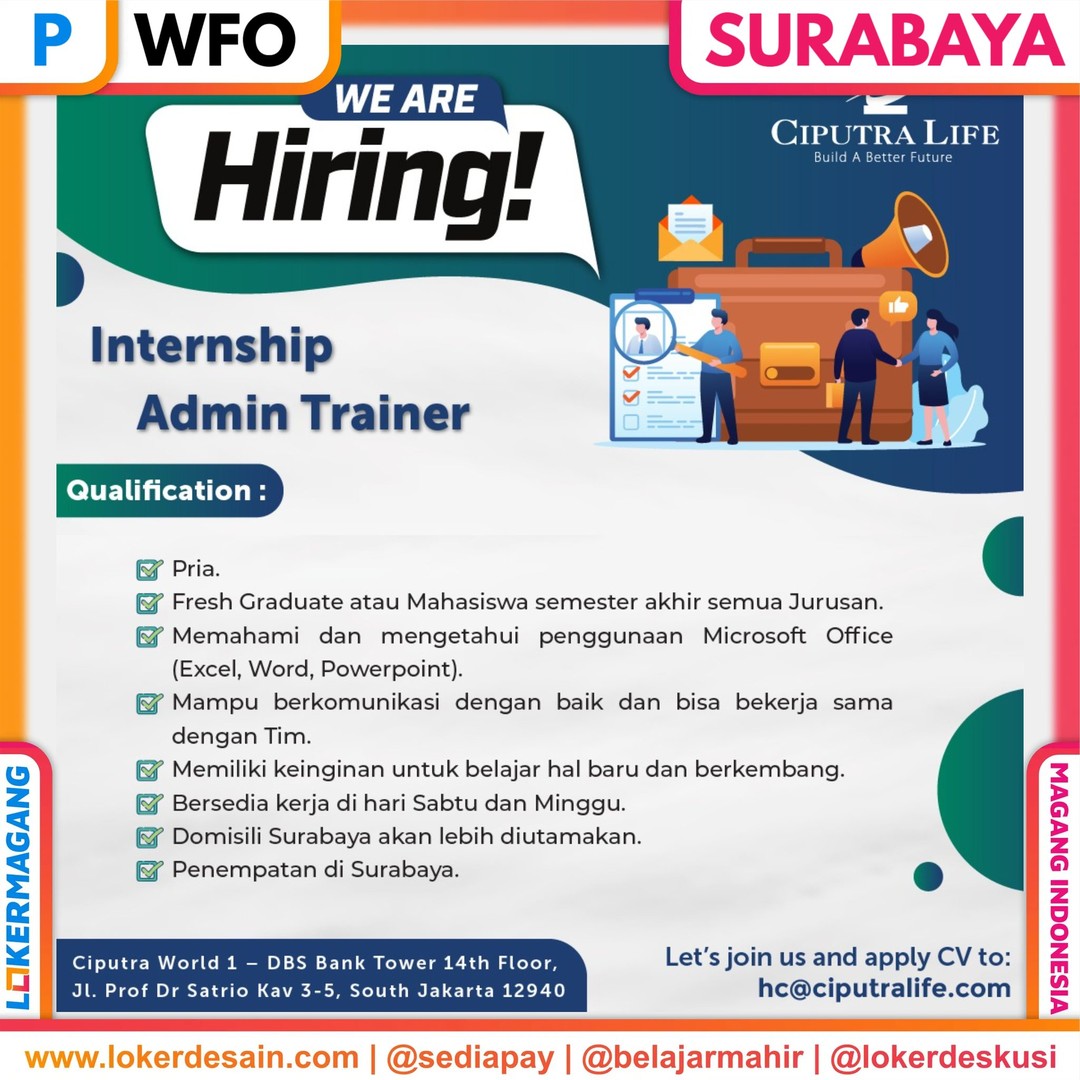 P WFO
SURABAYA
WE ARE
Hiring!
CIPUTRA LIFE
Build A Better Future
Internship
Admin Trainer
Qualification :
Pria.
Fresh Graduate atau Mahasiswa semester akhir semua Jurusan.
Memahami dan mengetahui penggunaan Microsoft Office
(Excel, Word, Powerpoint).
Mampu berkomunikasi dengan baik dan bisa bekerja sama
dengan Tim.
Memiliki keinginan untuk belajar hal baru dan berkembang.
Bersedia kerja di hari Sabtu dan Minggu.
Domisili Surabaya akan lebih diutamakan.
Penempatan di Surabaya.
LOKERMAGANG
MAGANG INDONESIA
Ciputra World 1 – DBS Bank Tower 14th Floor,
Jl. Prof Dr Satrio Kav 3-5, South Jakarta 12940
Let's join us and apply CV to:
hc@ciputralife.com
www.lokerdesain.com | @sediapay | @belajarmahir | @lokerdeskusi